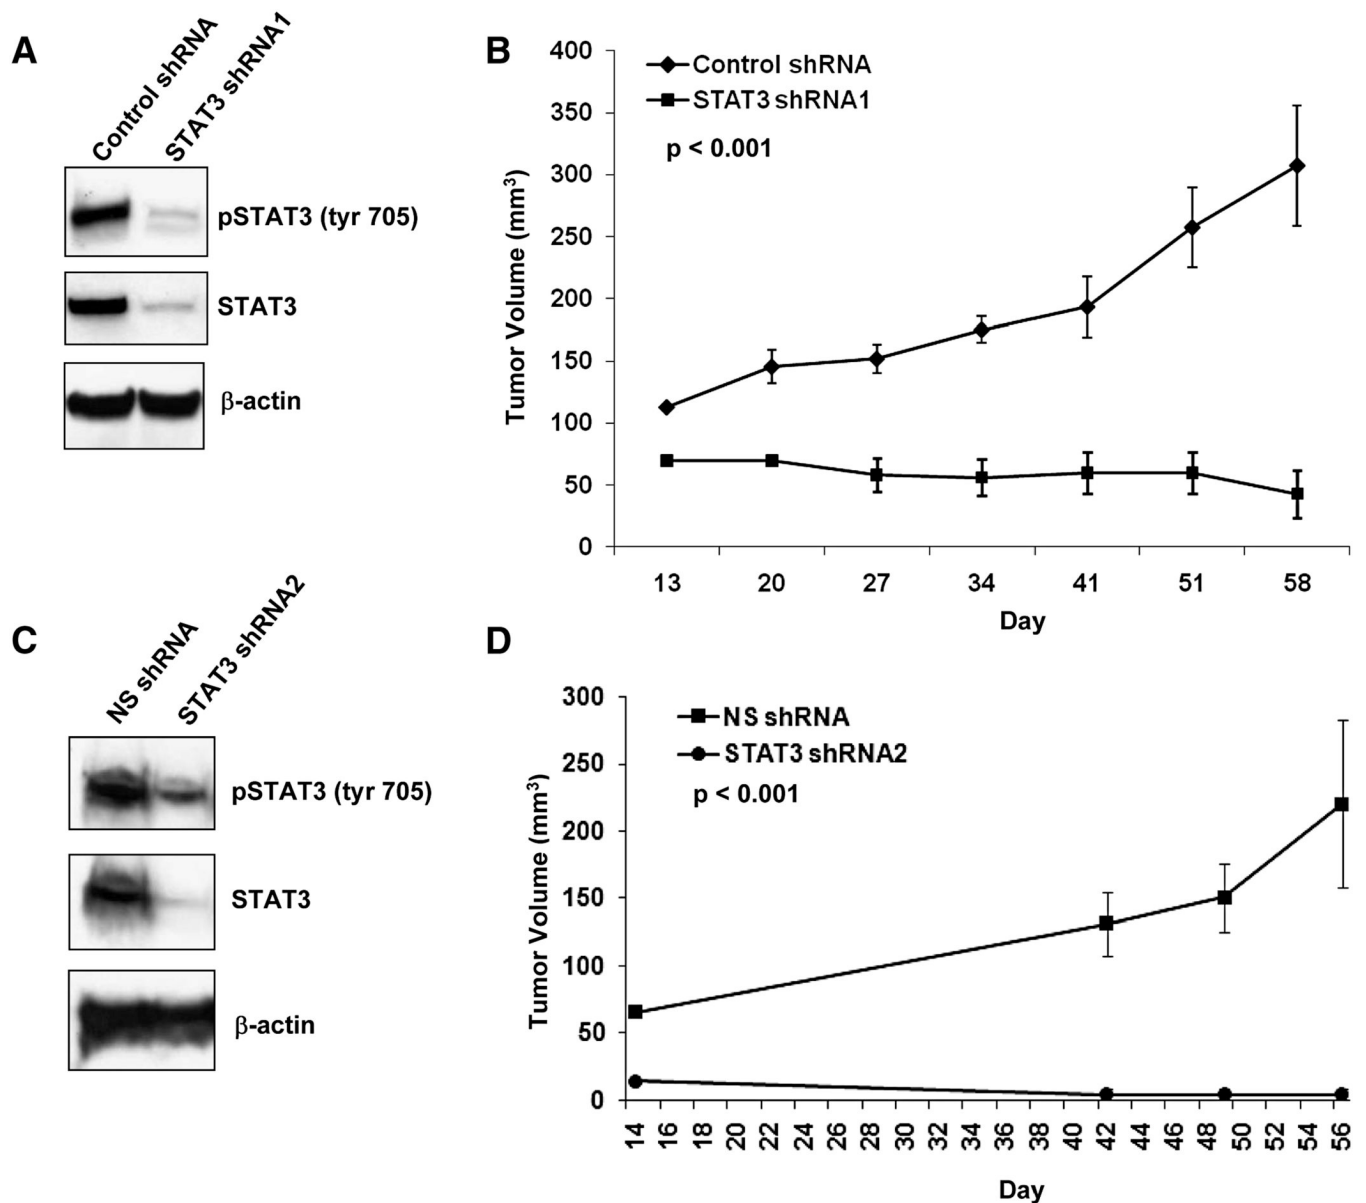 A
Control shRNA
STAT3 shRNA1
pSTAT3 (tyr 705)
STAT3
β-actin
B
400
350
300
250
200
150
100
50
0
Tumor Volume (mm³)
Control shRNA
STAT3 shRNA1
p < 0.001
13 20 27 34 41 51 58
Day
C
NS shRNA
STAT3 shRNA2
pSTAT3 (tyr 705)
STAT3
β-actin
D
300
250
200
150
100
50
0
Tumor Volume (mm³)
NS shRNA
STAT3 shRNA2
p < 0.001
14 16 18 20 22 24 26 28 30 32 34 36 38 40 42 44 46 48 50 52 54 56
Day